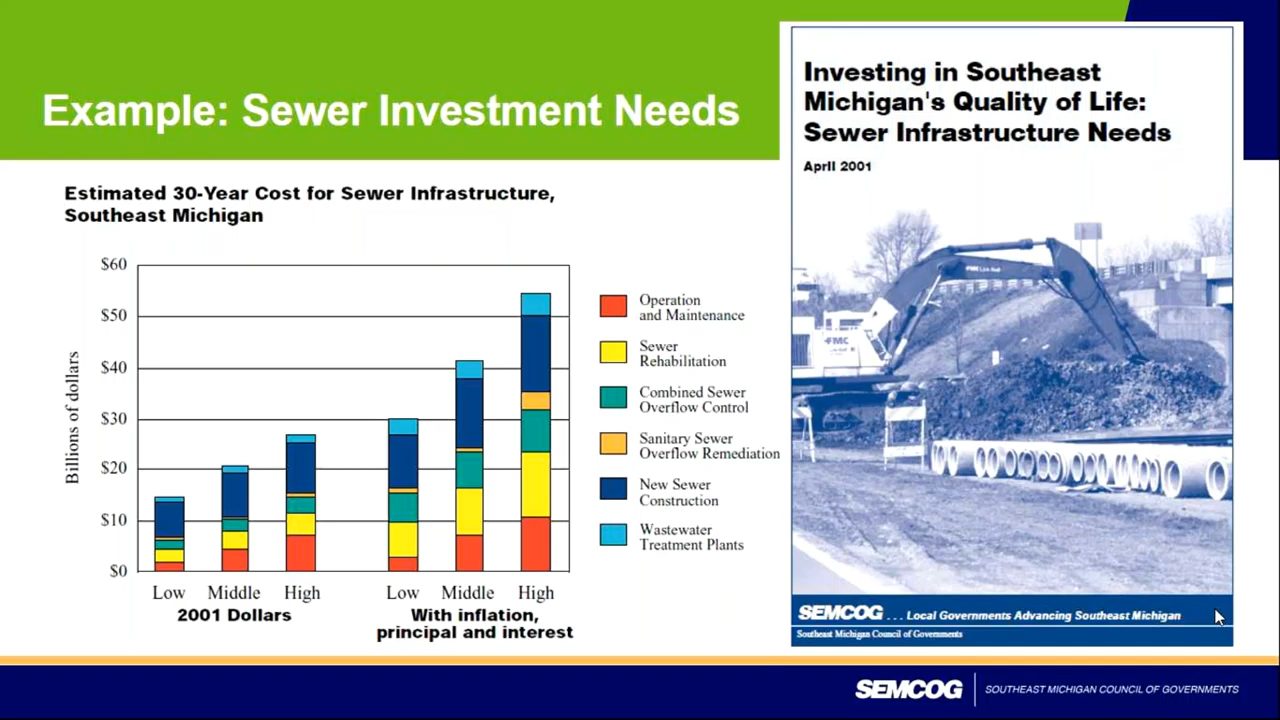 Example: Sewer Investment Needs
Estimated 30-Year Cost for Sewer Infrastructure,
Southeast Michigan
Billions of dollars
$60
$50
$40
$30
$20
$10
$0
Low
Middle
High
Low
Middle
High
2001 Dollars
With inflation,
principal and interest
Operation
and Maintenance
Sewer
Rehabilitation
Combined Sewer
Overflow Control
Sanitary Sewer
Overflow Remediation
New Sewer
Construction
Wastewater
Treatment Plants
Investing in Southeast
Michigan's Quality of Life:
Sewer Infrastructure Needs
April 2001
FMC
SEMCOG . . . Local Governments Advancing Southeast Michigan
Southeast Michigan Council of Governments
SEMCOG
SOUTHEAST MICHIGAN COUNCIL OF GOVERNMENTS